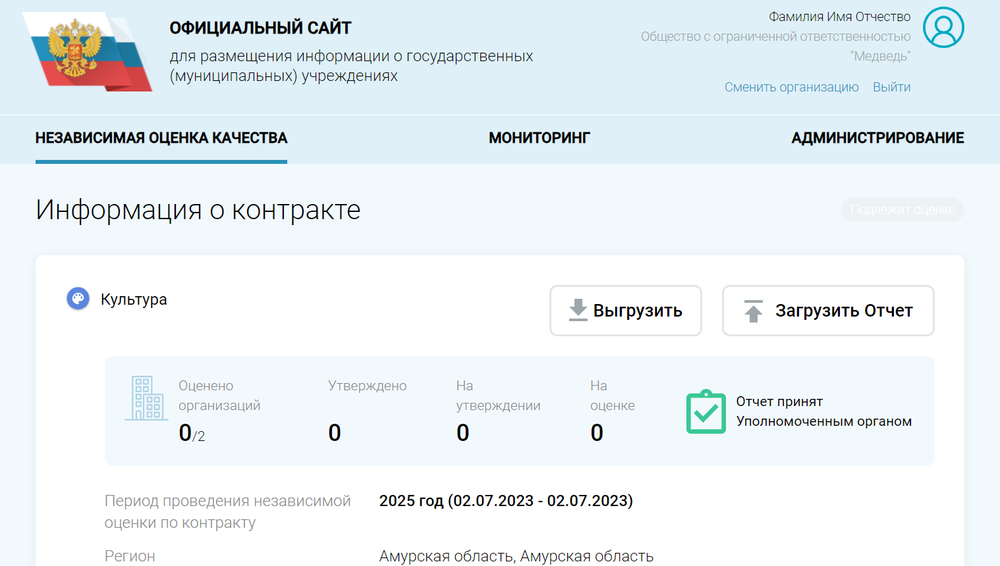 ОФИЦИАЛЬНЫЙ САЙТ
для размещения информации о государственных
(муниципальных) учреждениях
Фамилия Имя Отчество
Общество с ограниченной ответственностью
"Медведь"
Сменить организацию Выйти
НЕЗАВИСИМАЯ ОЦЕНКА КАЧЕСТВА МОНИТОРИНГ АДМИНИСТРИРОВАНИЕ
Информация о контракте
Подлежит оценке
Культура
Выгрузить
Загрузить Отчет
Оценено
организаций
0/2
Утверждено
0
На
утверждении
0
На
оценке
0
Отчет принят
Уполномоченным органом
Период проведения независимой
оценки по контракту
2025 год (02.07.2023 - 02.07.2023)
Регион
Амурская область, Амурская область